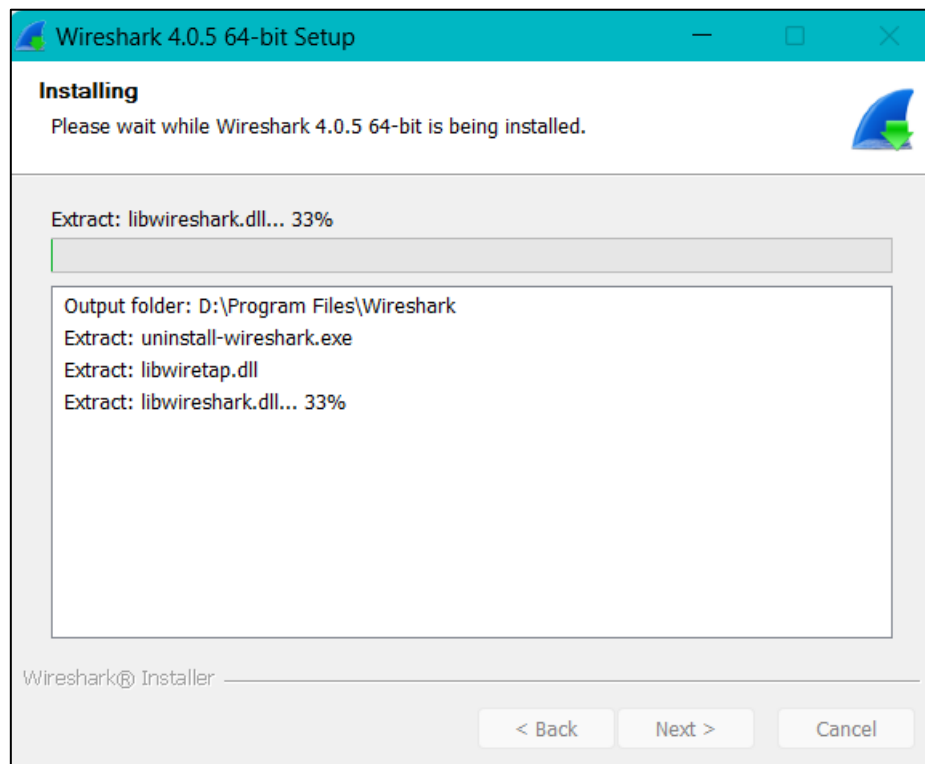 Wireshark 4.0.5 64-bit Setup
Installing
Please wait while Wireshark 4.0.5 64-bit is being installed.
Extract: libwireshark.dll... 33%
Output folder: D:\Program Files\Wireshark
Extract: uninstall-wireshark.exe
Extract: libwiretap.dll
Extract: libwireshark.dll... 33%
Wireshark® Installer
< Back Next > Cancel